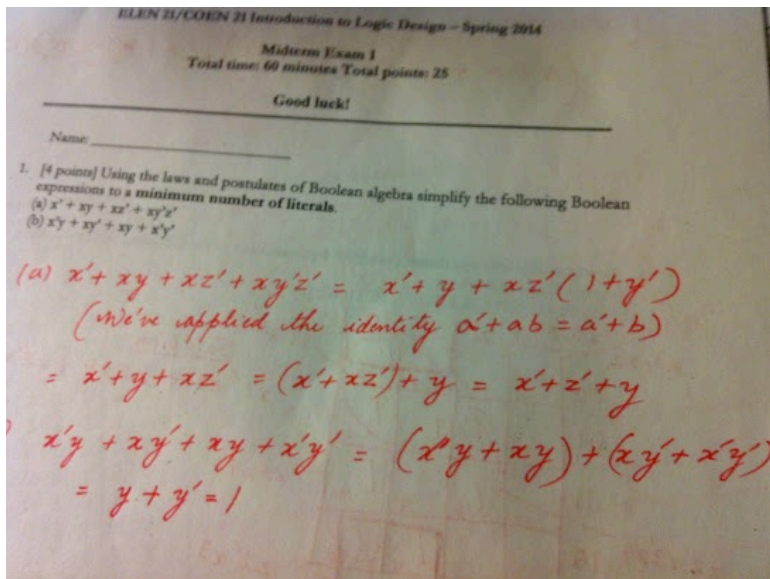 ELEN 21/COEN 21 Introduction to Logic Design – Spring 2014
Midterm Exam 1
Total time: 60 minutes Total points: 25
Good luck!
Name:
1. [4 points] Using the laws and postulates of Boolean algebra simplify the following Boolean
expressions to a minimum number of literals.
(a) x' + xy + xz' + xy'z'
(b) x'y + xy' + xy + x'y'
(a) x' + xy + xz' + xy'z' = x' + y + xz' (1+y')
(We've applied the identity a'+ab = a'+b)
= x'+y+xz' = (x'+xz')+y = x'+z'+y
) x'y + xy' + xy + x'y' = (x'y+xy)+(xy'+x'y')
= y+y' = 1